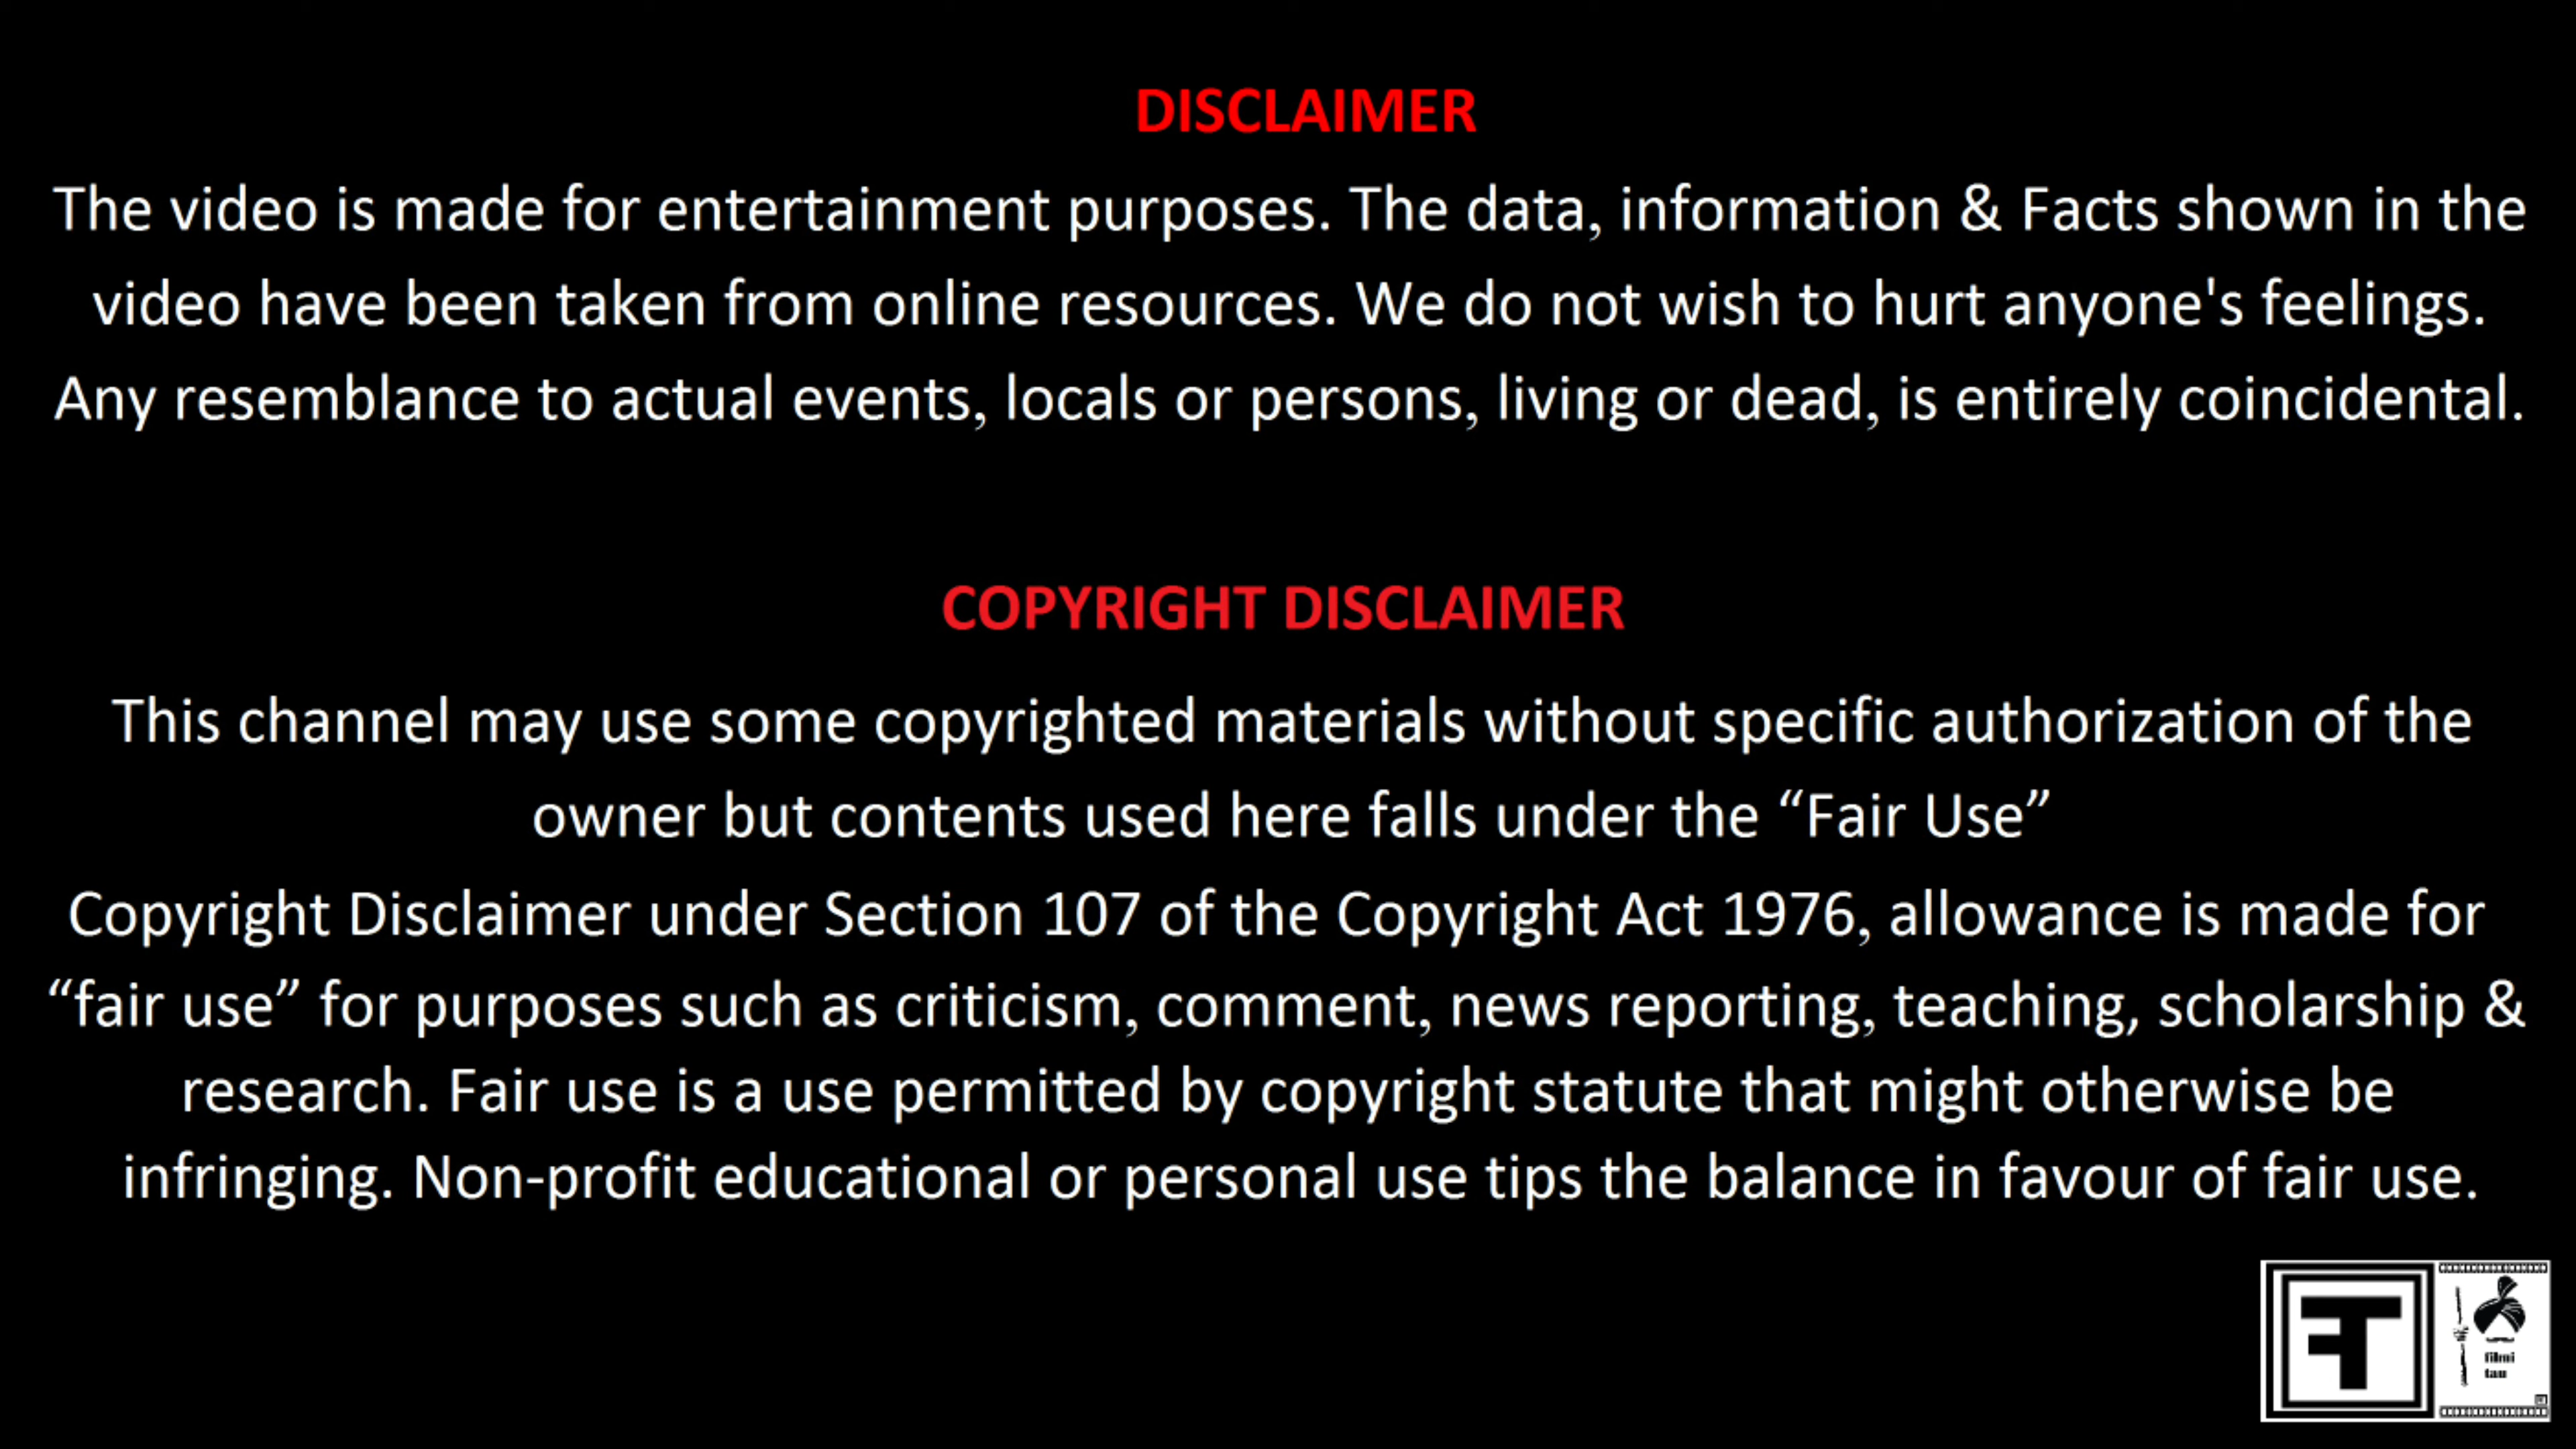 DISCLAIMER
The video is made for entertainment purposes. The data, information & Facts shown in the
video have been taken from online resources. We do not wish to hurt anyone's feelings.
Any resemblance to actual events, locals or persons, living or dead, is entirely coincidental.
COPYRIGHT DISCLAIMER
This channel may use some copyrighted materials without specific authorization of the
owner but contents used here falls under the “Fair Use”
Copyright Disclaimer under Section 107 of the Copyright Act 1976, allowance is made for
“fair use” for purposes such as criticism, comment, news reporting, teaching, scholarship &
research. Fair use is a use permitted by copyright statute that might otherwise be
infringing. Non-profit educational or personal use tips the balance in favour of fair use.
filmi
tau